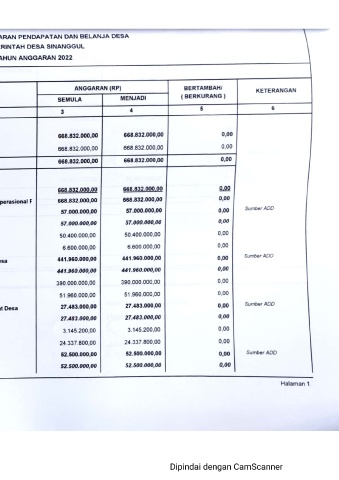 ARAN PENDAPATAN DAN BELANJA DESA
ERINTAH DESA SINANGGUL
AHUN ANGGARAN 2022
ANGGARAN (RP) BERTAMBAH/ ( BERKURANG ) KETERANGAN
SEMULA MENJADI
3 4 5 6
668.832.000,00 668.832.000,00 0,00
668.832.000,00 668.832.000,00 0,00
668.832.000,00 668.832.000,00 0,00
668.832.000,00 668.832.000,00 0,00
perasional F 668.832.000,00 668.832.000,00 0,00
57.000.000,00 57.000.000,00 0,00 Sumber ADD
57.000.000,00 57.000.000,00 0,00
50.400.000,00 50.400.000,00 0,00
6.600.000,00 6.600.000,00 0,00
esa 441.960.000,00 441.960.000,00 0,00 Sumber ADD
441.960.000,00 441.960.000,00 0,00
390.000.000,00 390.000.000,00 0,00
51.960.000,00 51.960.000,00 0,00
t Desa 27.483.000,00 27.483.000,00 0,00 Sumber ADD
27.483.000,00 27.483.000,00 0,00
3.145.200,00 3.145.200,00 0,00
24.337.800,00 24.337.800,00 0,00
52.500.000,00 52.500.000,00 0,00 Sumber ADD
52.500.000,00 52.500.000,00 0,00
Halaman 1
Dipindai dengan CamScanner